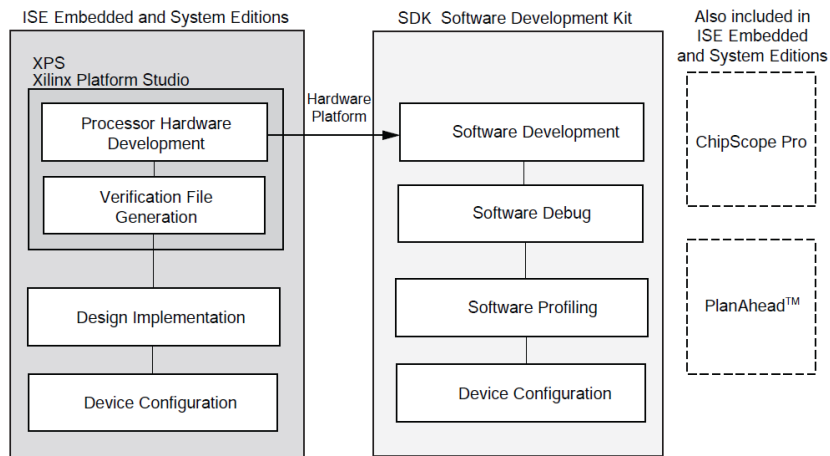 ISE Embedded and System Editions
XPS
Xilinx Platform Studio
Processor Hardware
Development
Verification File
Generation
Design Implementation
Device Configuration
Hardware
Platform
SDK Software Development Kit
Software Development
Software Debug
Software Profiling
Device Configuration
Also included in
ISE Embedded
and System Editions
ChipScope Pro
PlanAhead™